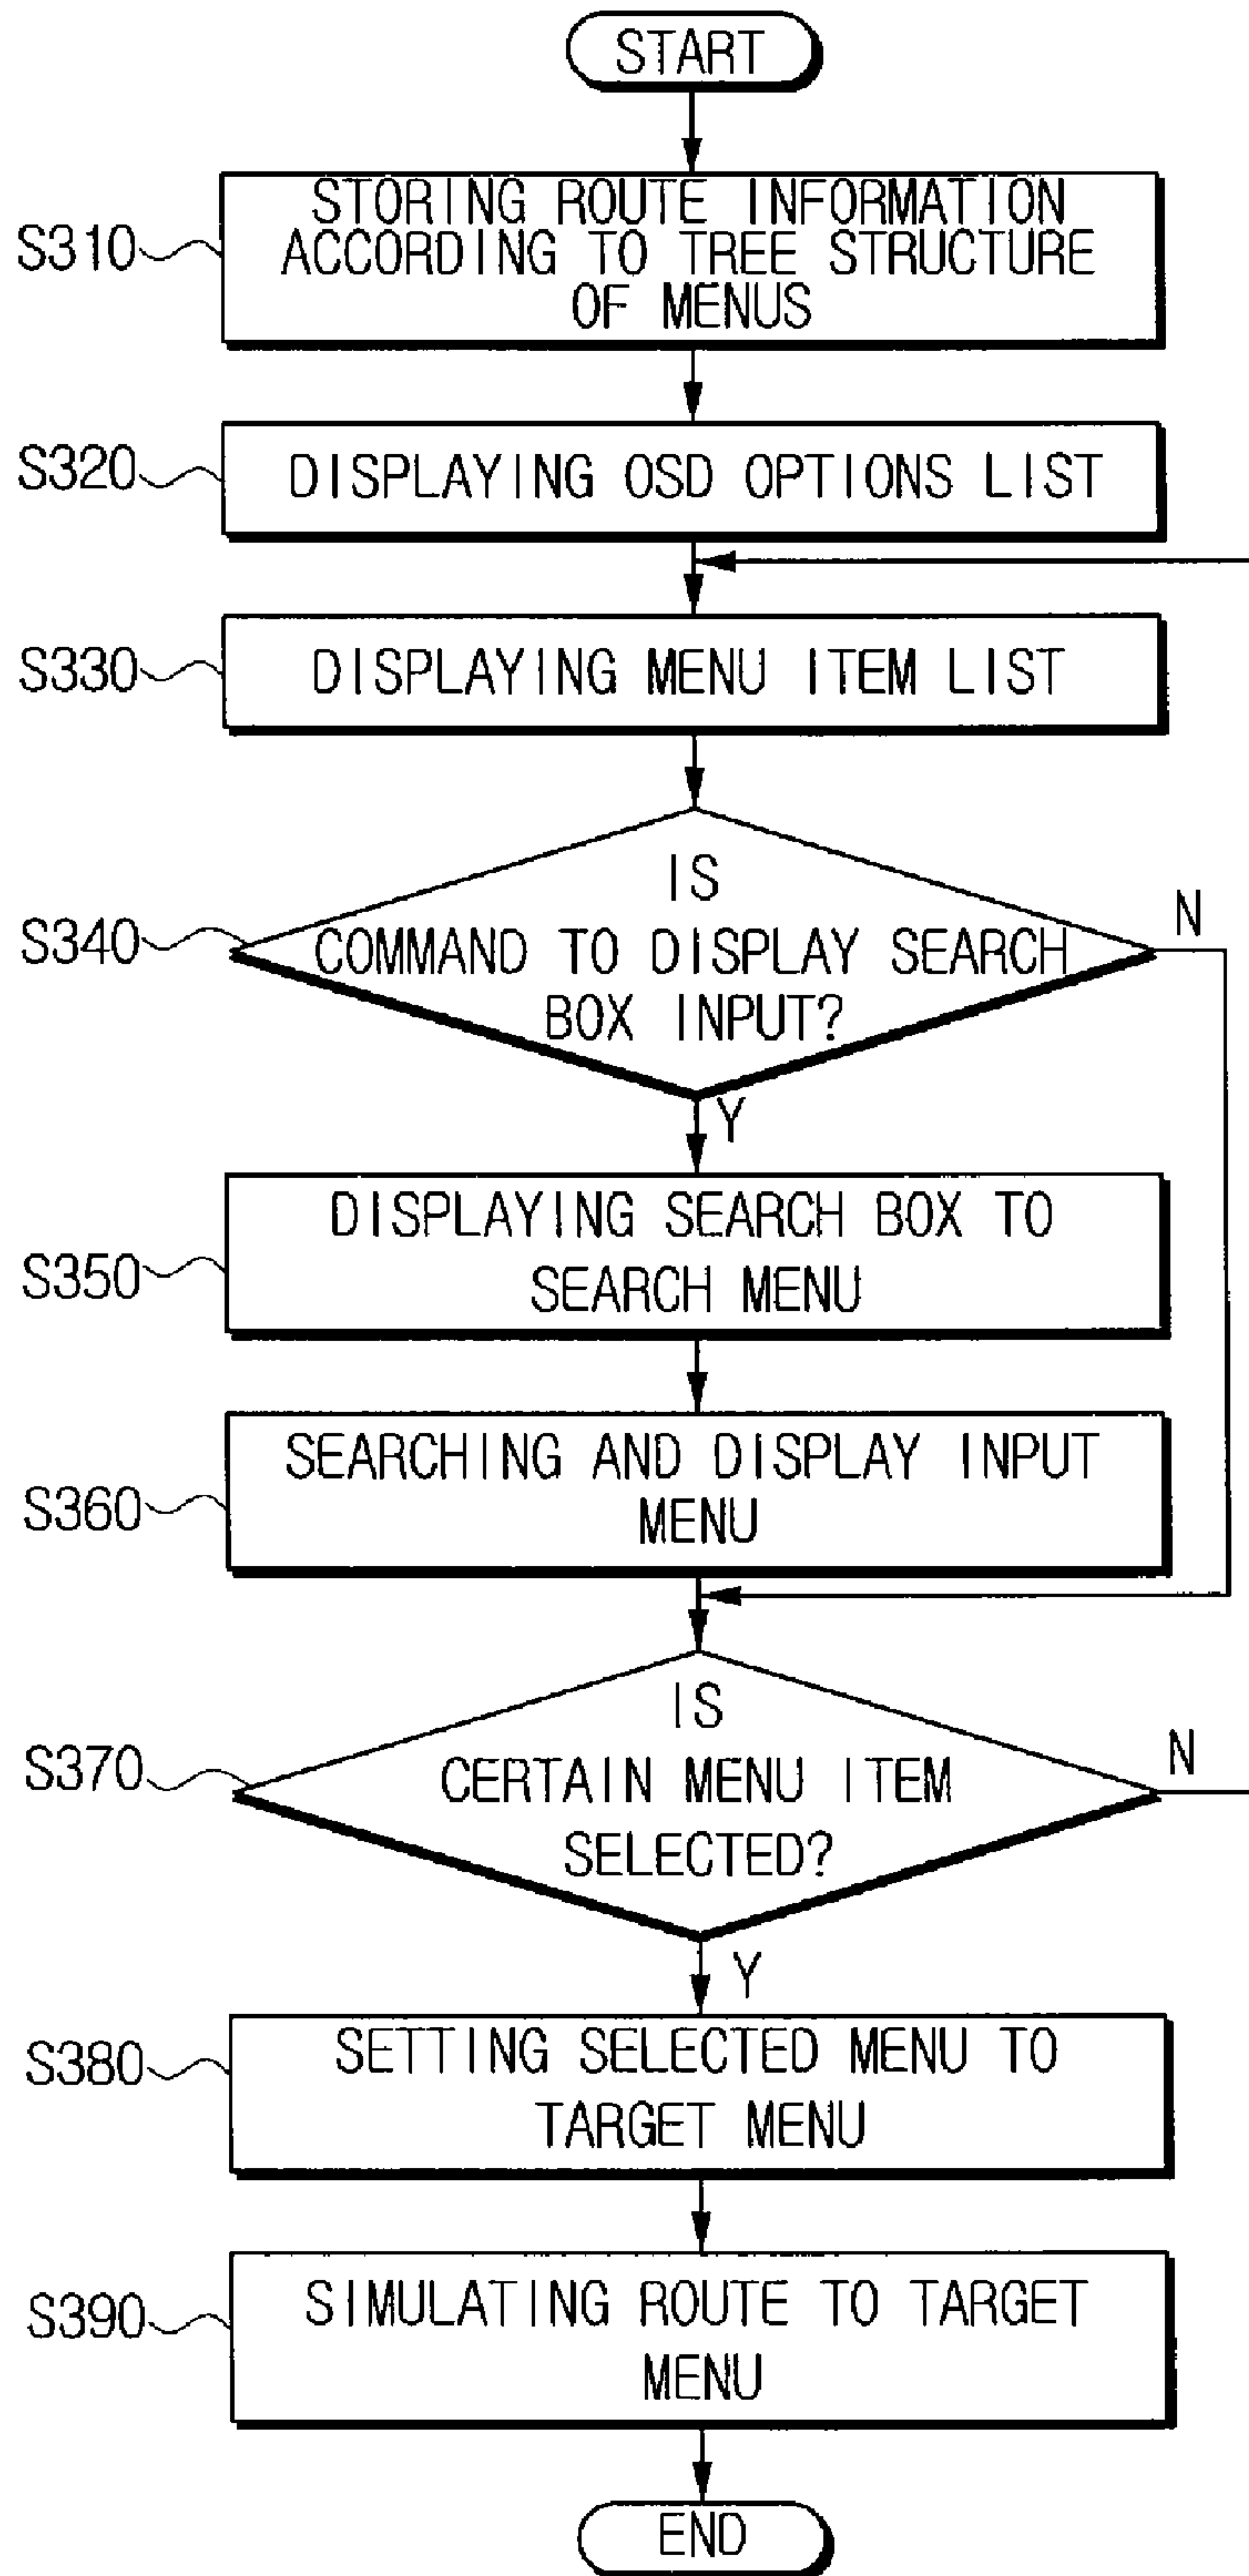 START
S310
STORING ROUTE INFORMATION
ACCORDING TO TREE STRUCTURE
OF MENUS
S320
DISPLAYING OSD OPTIONS LIST
S330
DISPLAYING MENU ITEM LIST
S340
IS
COMMAND TO DISPLAY SEARCH
BOX INPUT?
N
Y
S350
DISPLAYING SEARCH BOX TO
SEARCH MENU
S360
SEARCHING AND DISPLAY INPUT
MENU
S370
IS
CERTAIN MENU ITEM
SELECTED?
N
Y
S380
SETTING SELECTED MENU TO
TARGET MENU
S390
SIMULATING ROUTE TO TARGET
MENU
END